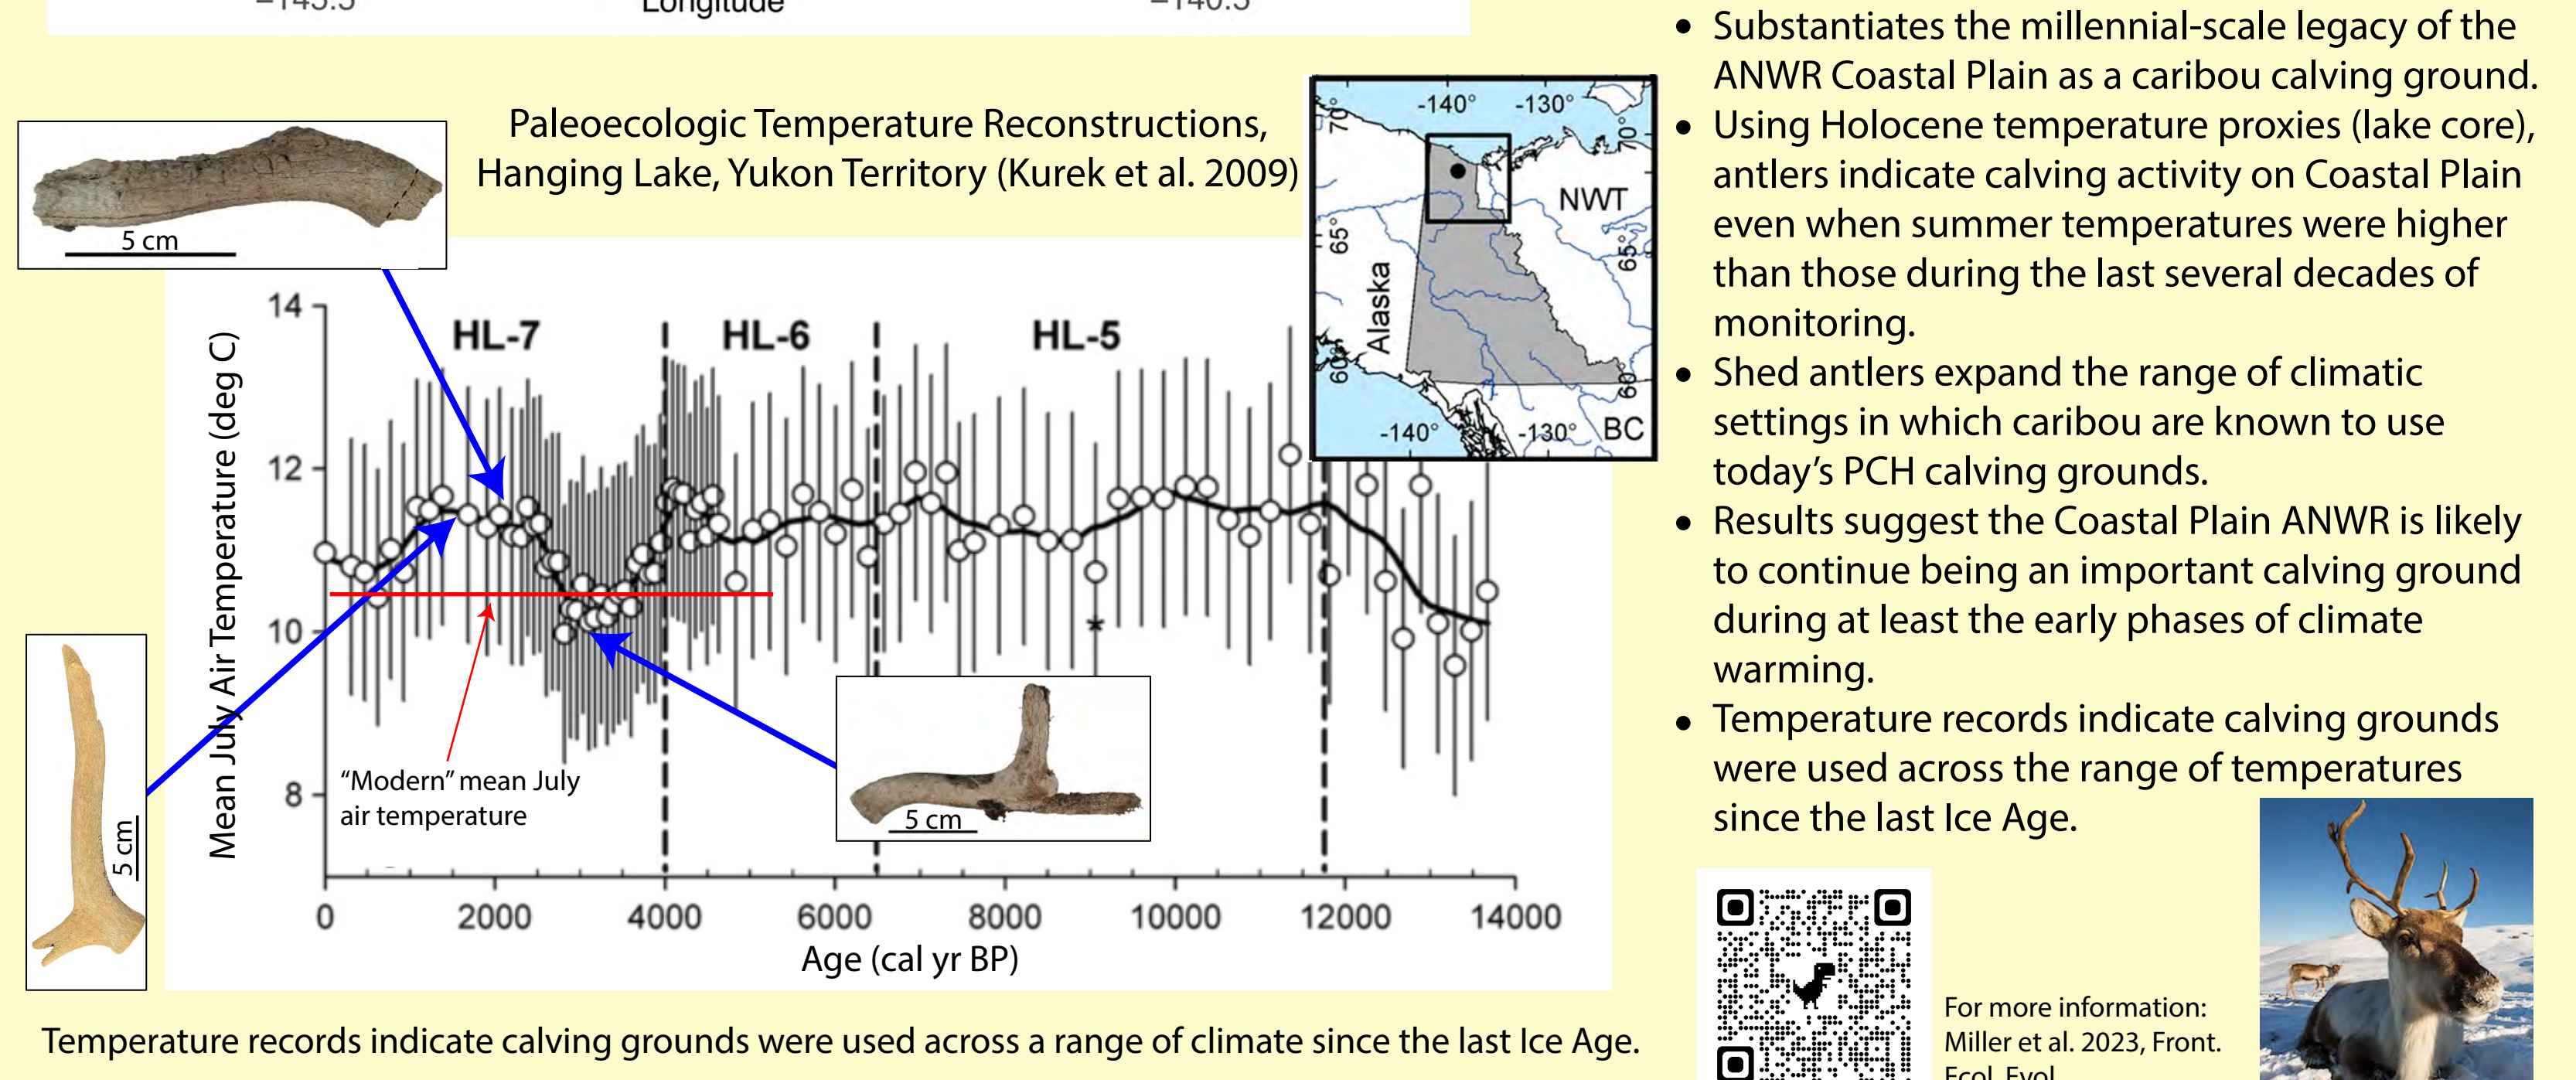 −143.5
Longitude
−140.5
Paleoecologic Temperature Reconstructions,
Hanging Lake, Yukon Territory (Kurek et al. 2009)
5 cm
-140°
-130°
70°
70°
NWT
65°
65°
Alaska
60°
60°
-140°
-130°
BC
14
12
10
8
Mean July Air Temperature (deg C)
HL-7
HL-6
HL-5
*
"Modern" mean July
air temperature
5 cm
5 cm
0
2000
4000
6000
8000
10000
12000
14000
Age (cal yr BP)
Temperature records indicate calving grounds were used across a range of climate since the last Ice Age.
• Substantiates the millennial-scale legacy of the
ANWR Coastal Plain as a caribou calving ground.
• Using Holocene temperature proxies (lake core),
antlers indicate calving activity on Coastal Plain
even when summer temperatures were higher
than those during the last several decades of
monitoring.
• Shed antlers expand the range of climatic
settings in which caribou are known to use
today's PCH calving grounds.
• Results suggest the Coastal Plain ANWR is likely
to continue being an important calving ground
during at least the early phases of climate
warming.
• Temperature records indicate calving grounds
were used across the range of temperatures
since the last Ice Age.
For more information:
Miller et al. 2023, Front.
Ecol. Evol.